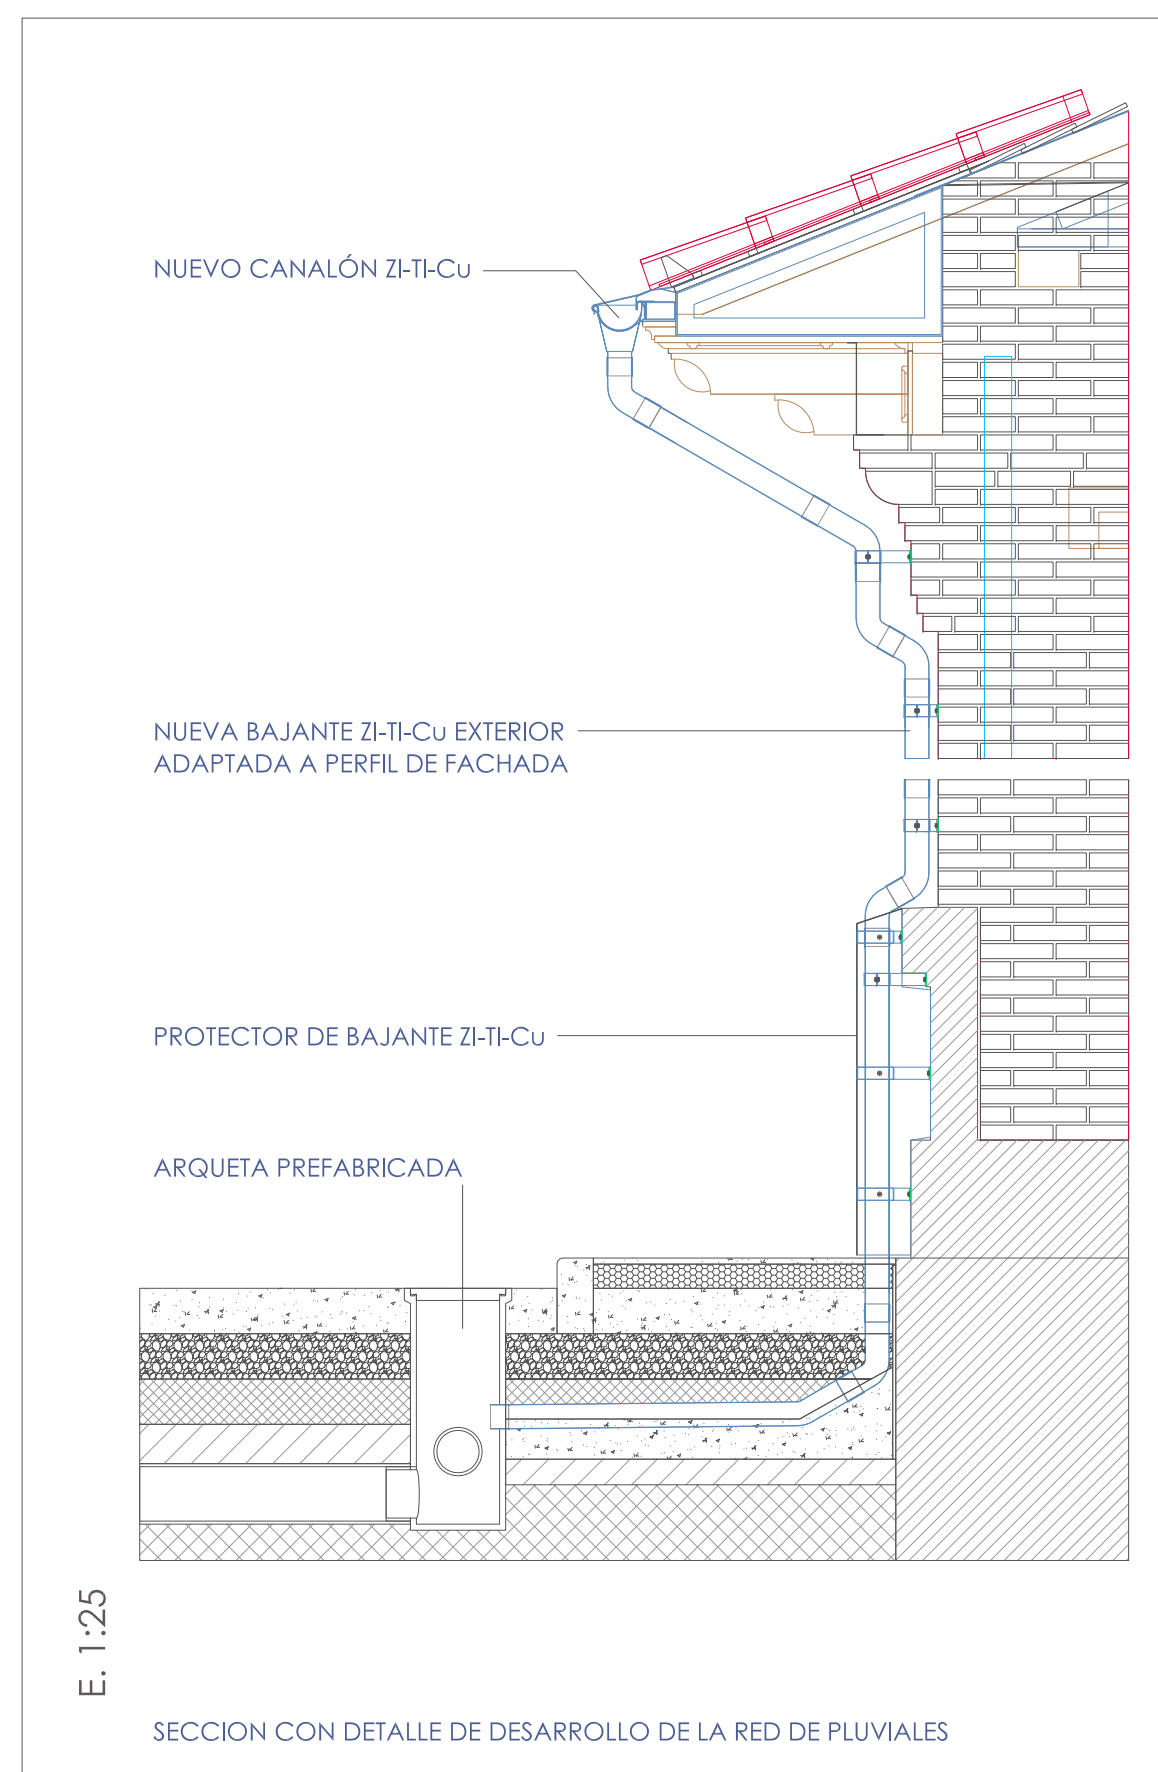 NUEVO CANALÓN ZI-TI-Cu
NUEVA BAJANTE ZI-TI-Cu EXTERIOR
ADAPTADA A PERFIL DE FACHADA
PROTECTOR DE BAJANTE ZI-TI-Cu
ARQUETA PREFABRICADA
E. 1:25
SECCION CON DETALLE DE DESARROLLO DE LA RED DE PLUVIALES